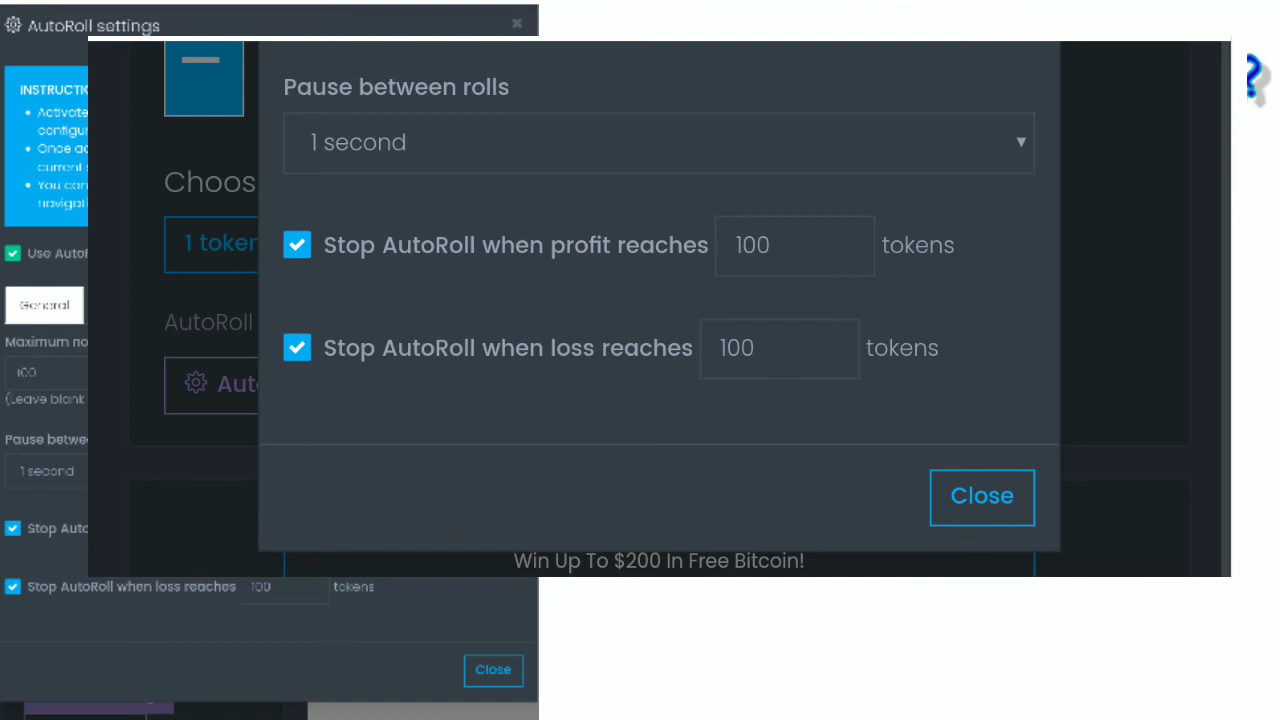 AutoRoll settings
×
INSTRUCTIO
Activate
configur
Once ac
current
You can
navigati
Use AutoR
General
Maximum no
100
(Leave blank
Pause betwee
1 second
Stop Auto
Stop AutoRoll when loss reaches 100 tokens
Close
Choos
1 token
AutoRoll
Auto
Pause between rolls
1 second
Stop AutoRoll when profit reaches 100 tokens
Stop AutoRoll when loss reaches 100 tokens
Close
Win Up To $200 In Free Bitcoin!
?